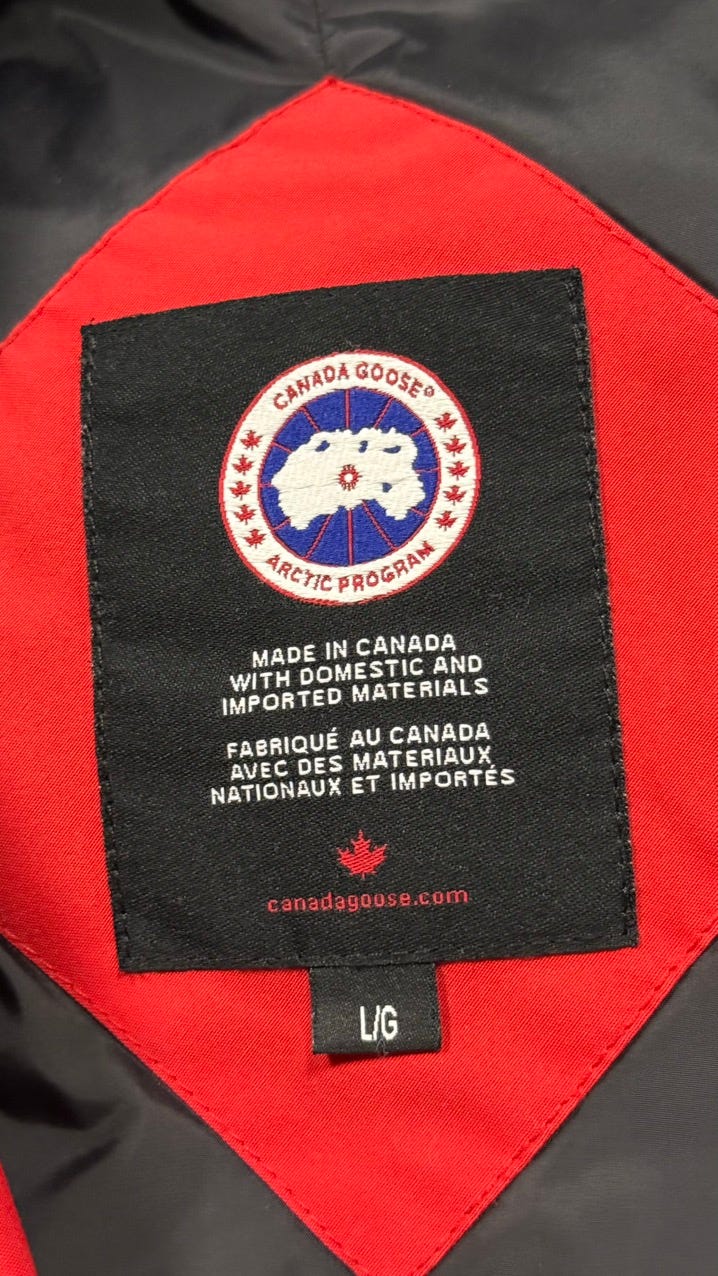 CANADA GOOSE®
ARCTIC PROGRAM
MADE IN CANADA
WITH DOMESTIC AND
IMPORTED MATERIALS
FABRIQUÉ AU CANADA
AVEC DES MATERIAUX
NATIONAUX ET IMPORTÉS
canadagoose.com
L/G